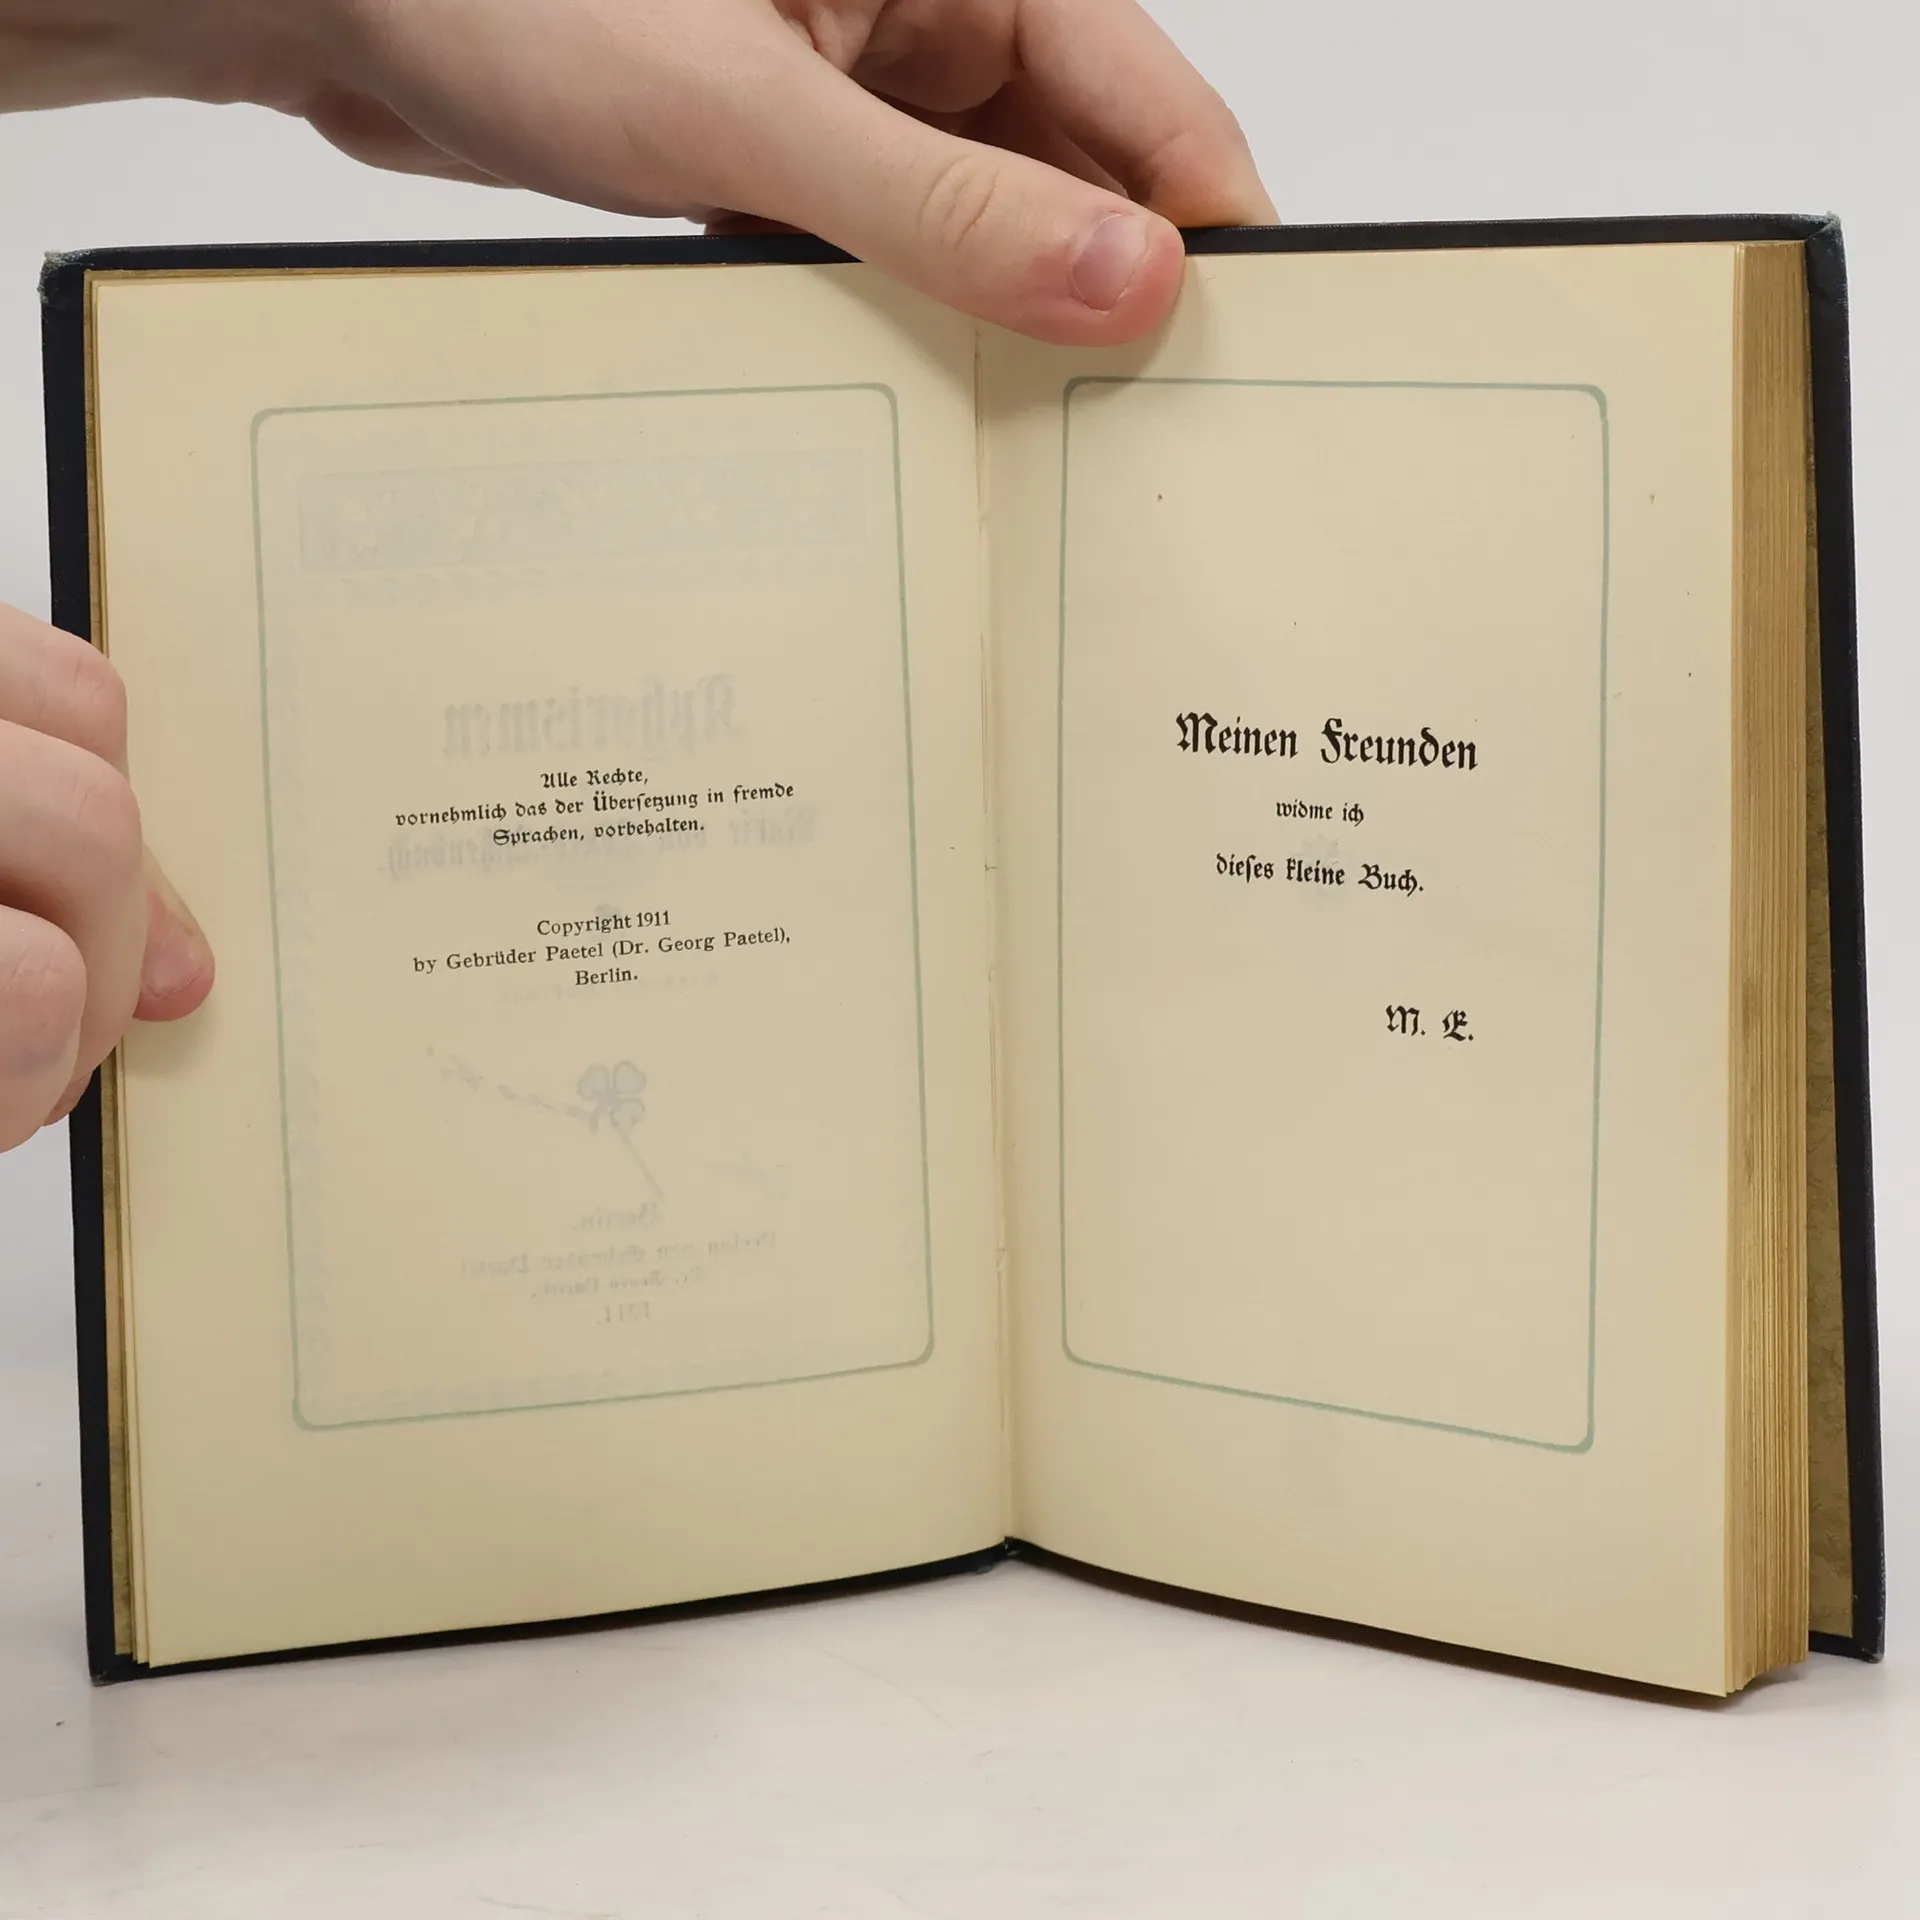 Alle Rechte,
vornehmlich das der Übersetzung in fremde
Sprachen, vorbehalten.
Copyright 1911
by Gebrüder Paetel (Dr. Georg Paetel),
Berlin.
Meinen Freunden
widme ich
dieses kleine Buch.
M. E.